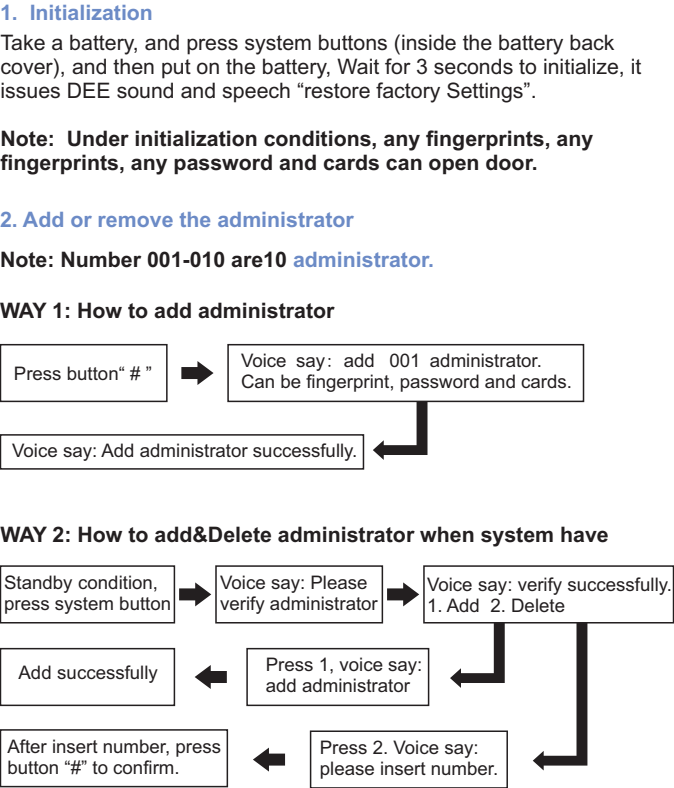 1. Initialization
Take a battery, and press system buttons (inside the battery back
cover), and then put on the battery, Wait for 3 seconds to initialize, it
issues DEE sound and speech “restore factory Settings”.
Note: Under initialization conditions, any fingerprints, any
fingerprints, any password and cards can open door.
2. Add or remove the administrator
Note: Number 001-010 are10 administrator.
WAY 1: How to add administrator
Press button“ # ”
Voice say: add 001 administrator.
Can be fingerprint, password and cards.
Voice say: Add administrator successfully.
WAY 2: How to add&Delete administrator when system have
Standby condition,
press system button
Voice say: Please
verify administrator
Voice say: verify successfully.
1. Add 2. Delete
Press 1, voice say:
add administrator
Add successfully
Press 2. Voice say:
please insert number.
After insert number, press
button “#” to confirm.